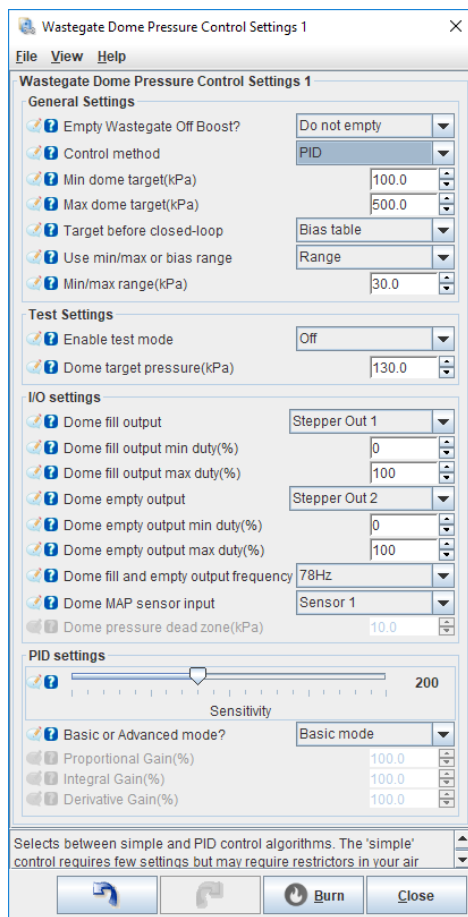 Wastegate Dome Pressure Control Settings 1
File View Help
Wastegate Dome Pressure Control Settings 1
General Settings
Empty Wastegate Off Boost? Do not empty
Control method PID
Min dome target(kPa) 100.0
Max dome target(kPa) 500.0
Target before closed-loop Bias table
Use min/max or bias range Range
Min/max range(kPa) 30.0
Test Settings
Enable test mode Off
Dome target pressure(kPa) 130.0
I/O settings
Dome fill output Stepper Out 1
Dome fill output min duty(%) 0
Dome fill output max duty(%) 100
Dome empty output Stepper Out 2
Dome empty output min duty(%) 0
Dome empty output max duty(%) 100
Dome fill and empty output frequency 78Hz
Dome MAP sensor input Sensor 1
Dome pressure dead zone(kPa) 10.0
PID settings
200
Sensitivity
Basic or Advanced mode? Basic mode
Proportional Gain(%) 100.0
Integral Gain(%) 100.0
Derivative Gain(%) 100.0
Selects between simple and PID control algorithms. The 'simple'
control requires few settings but may require restrictors in your air
Burn Close